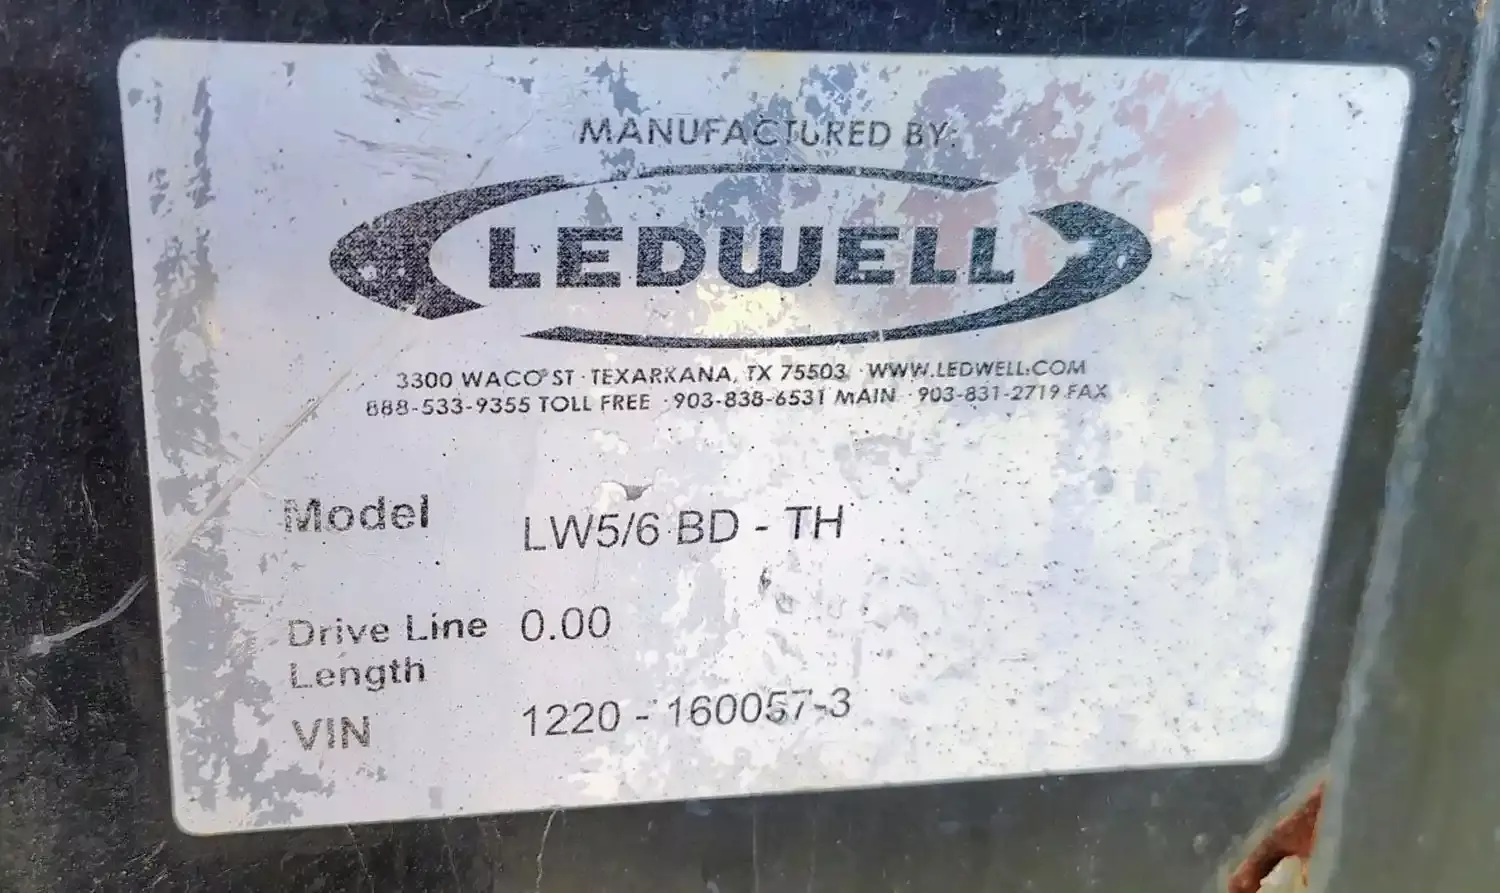 MANUFACTURED BY:
LEDWELL
3300 WACO ST · TEXARKANA, TX 75503 · WWW.LEDWELL.COM
888-533-9355 TOLL FREE · 903-838-6531 MAIN · 903-831-2719 FAX
Model LW5/6 BD - TH
Drive Line 0.00
Length
VIN 1220 - 160057-3